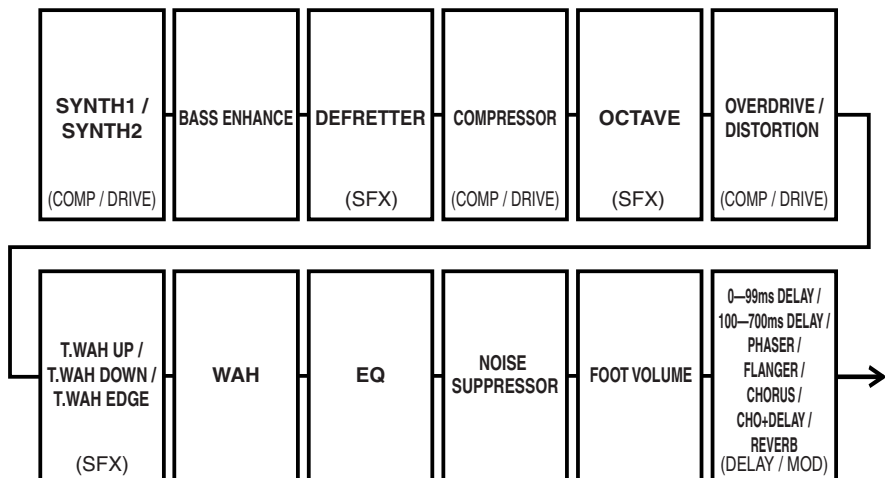 SYNTH1 /
SYNTH2
(COMP / DRIVE)
BASS ENHANCE
DEFRETTER
(SFX)
COMPRESSOR
(COMP / DRIVE)
OCTAVE
(SFX)
OVERDRIVE /
DISTORTION
(COMP / DRIVE)
T.WAH UP /
T.WAH DOWN /
T.WAH EDGE
(SFX)
WAH
EQ
NOISE
SUPPRESSOR
FOOT VOLUME
0—99ms DELAY /
100—700ms DELAY /
PHASER /
FLANGER /
CHORUS /
CHO+DELAY /
REVERB
(DELAY / MOD)